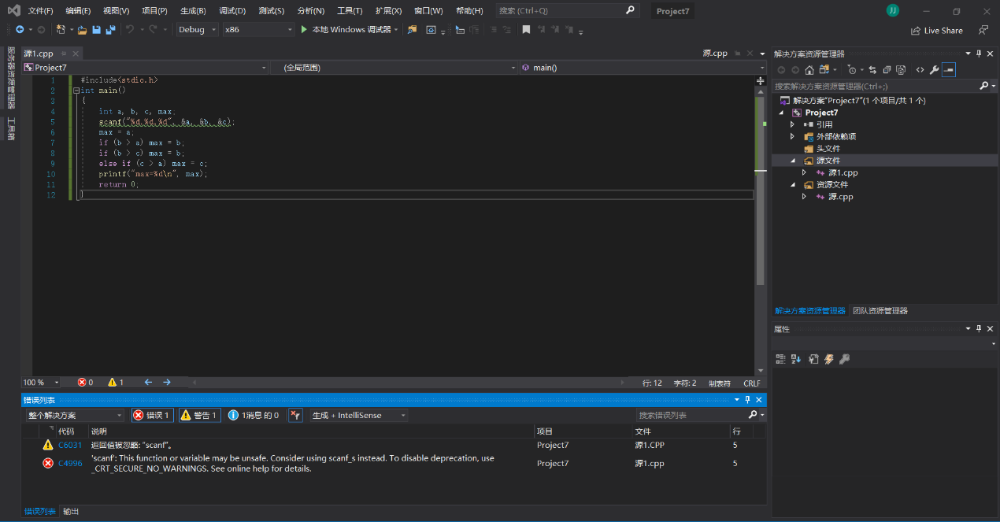 文件(F) 编辑(E) 视图(V) 项目(P) 生成(B) 调试(D) 测试(S) 分析(N) 工具(T) 扩展(X) 窗口(W) 帮助(H) 搜索 (Ctrl+Q) Project7 JJ
Debug x86 本地 Windows 调试器 Live Share
源1.cpp 源.cpp
Project7 (全局范围) main()
1 #include<stdio.h>
2 int main()
3 {
4 int a, b, c, max;
5 scanf("%d,%d,%d", &a, &b, &c);
6 max = a;
7 if (b > a) max = b;
8 if (b > c) max = b;
9 else if (c > a) max = c;
10 printf("max=%d\n", max);
11 return 0;
12 }
100 % 0 1 行: 12 字符: 2 制表符 CRLF
错误列表
整个解决方案 错误 1 警告 1 1消息 的 0 生成 + IntelliSense 搜索错误列表
代码 说明 项目 文件 行
C6031 返回值被忽略: "scanf"。 Project7 源1.CPP 5
C4996 'scanf': This function or variable may be unsafe. Consider using scanf_s instead. To disable deprecation, use Project7 源1.cpp 5
_CRT_SECURE_NO_WARNINGS. See online help for details.
错误列表 输出
解决方案资源管理器
搜索解决方案资源管理器(Ctrl+;)
解决方案"Project7"(1 个项目/共 1 个)
Project7
引用
外部依赖项
头文件
源文件
源1.cpp
资源文件
源.cpp
解决方案资源管理器 团队资源管理器
属性
工具箱